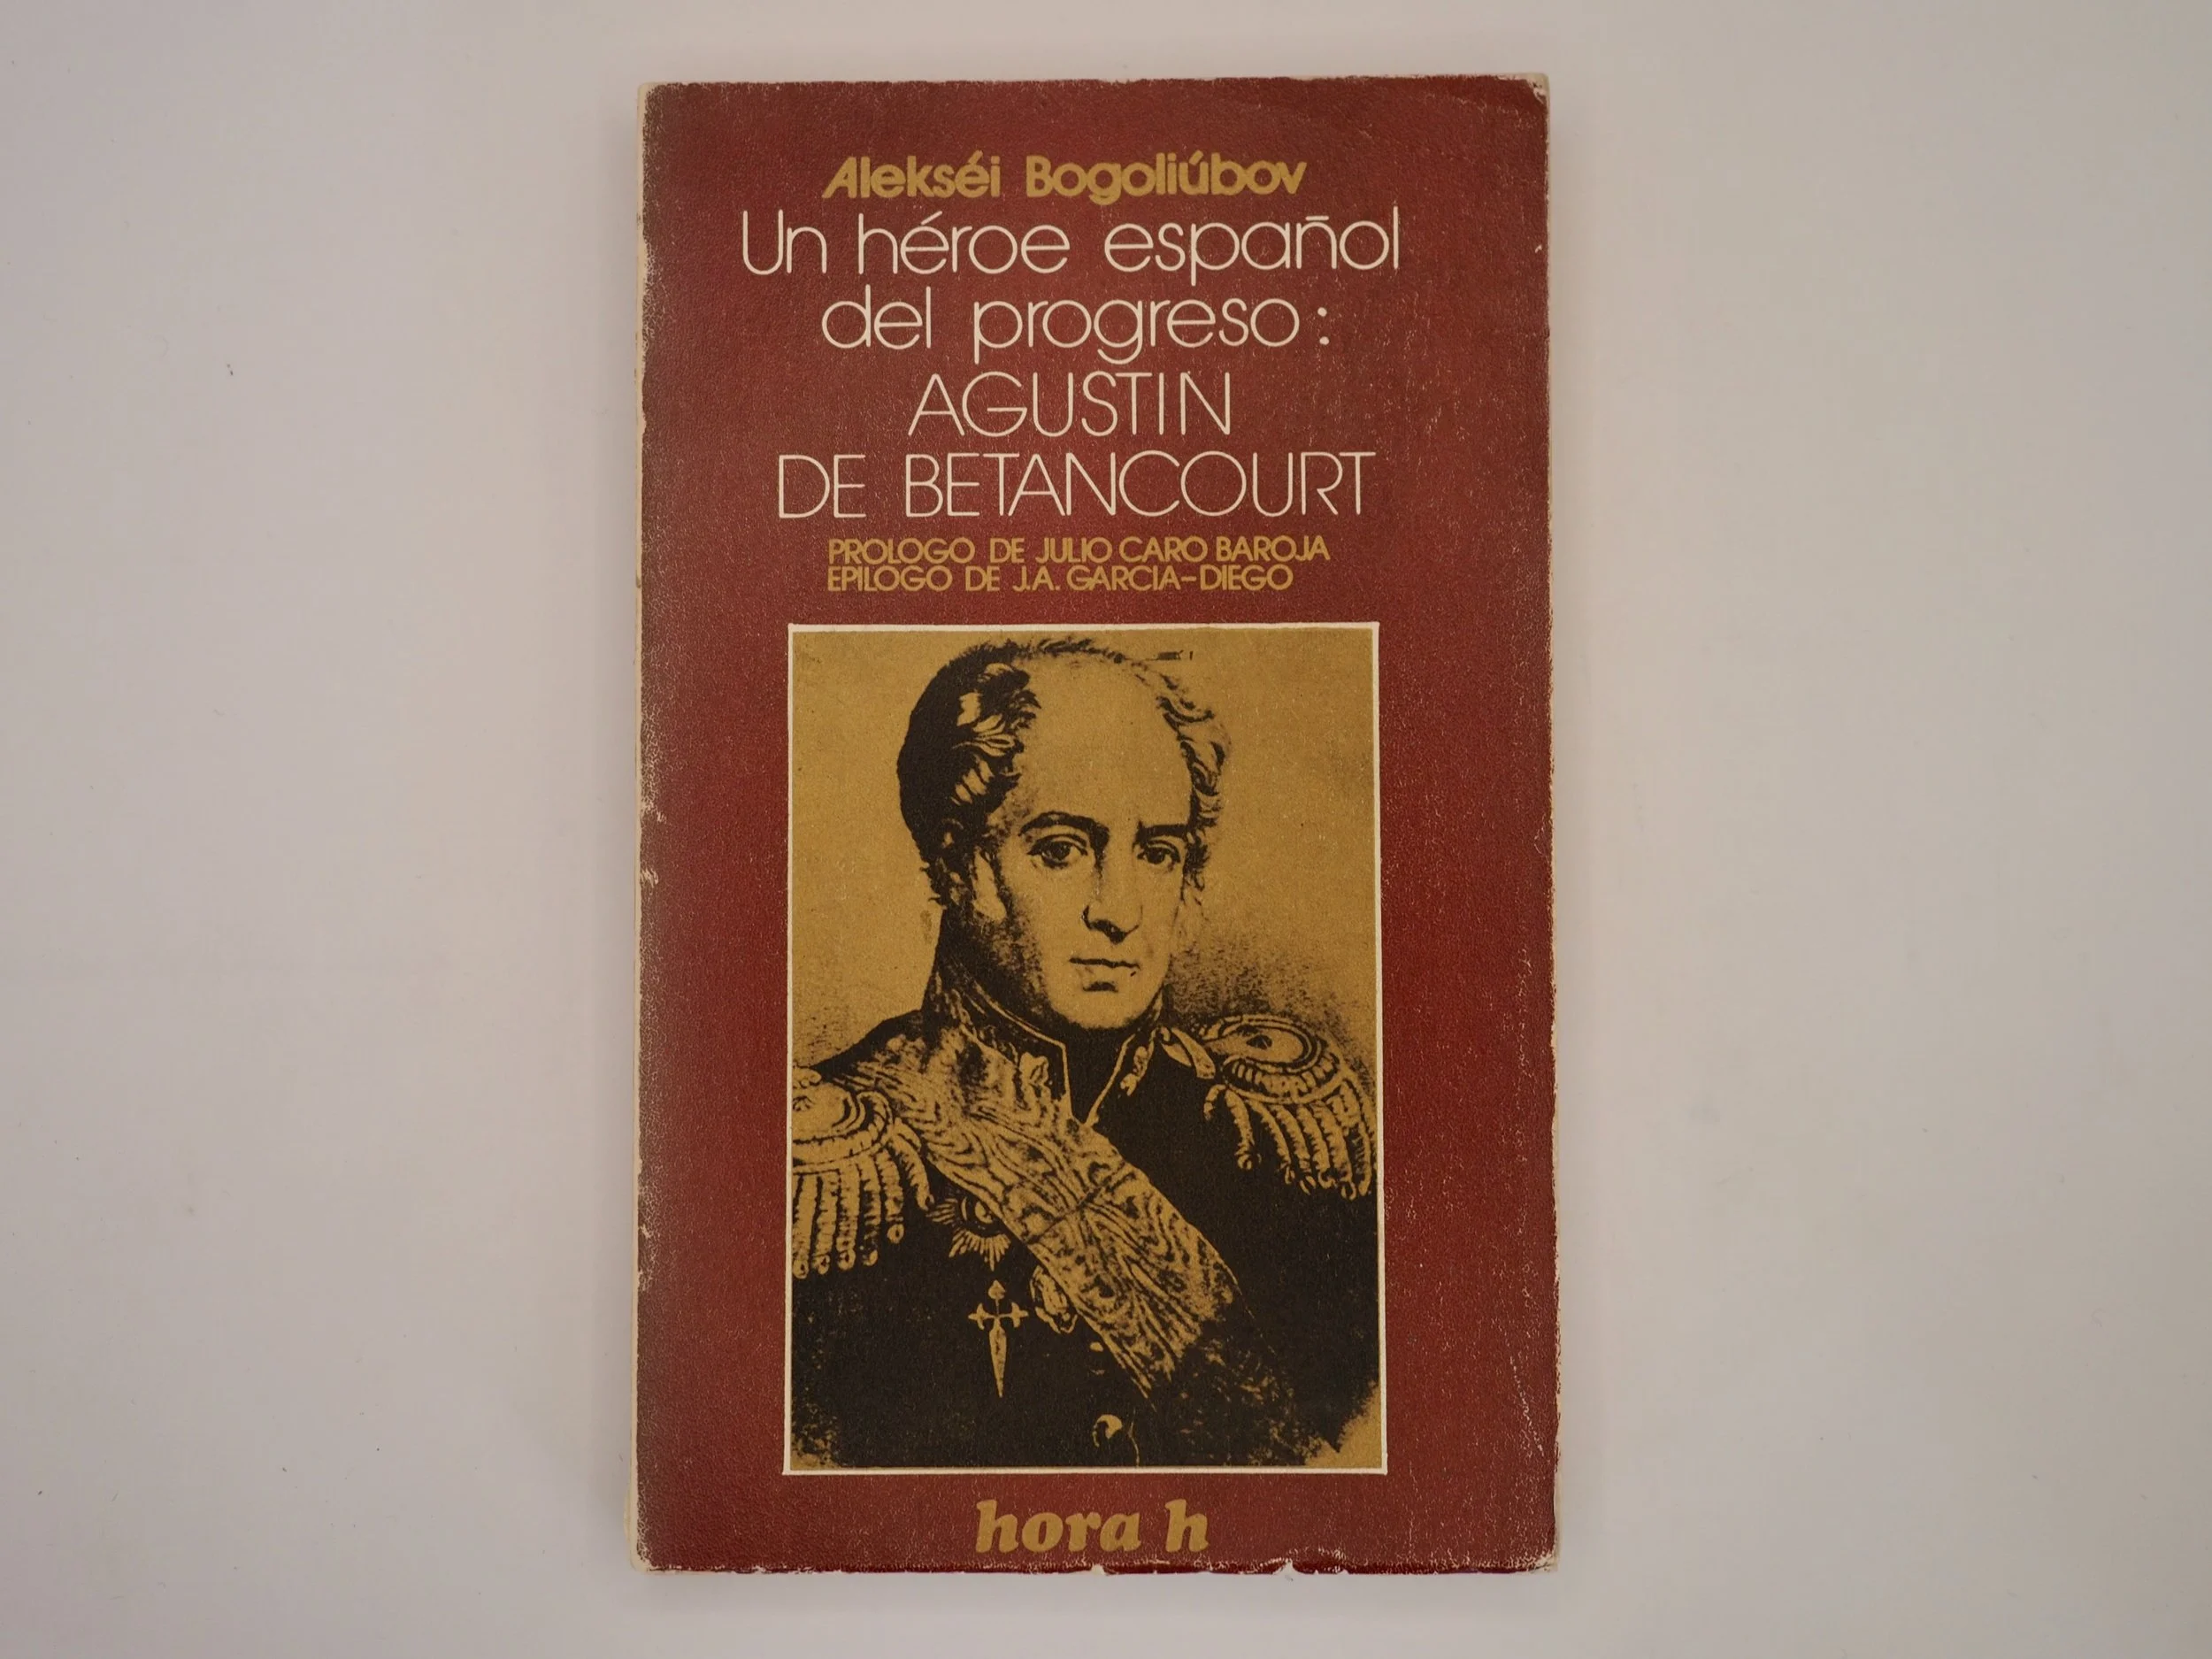 Alekséi Bogoliúbov
Un héroe español
del progreso:
AGUSTIN
DE BETANCOURT
PROLOGO DE JULIO CARO BAROJA
EPILOGO DE J.A. GARCIA-DIEGO
hora h